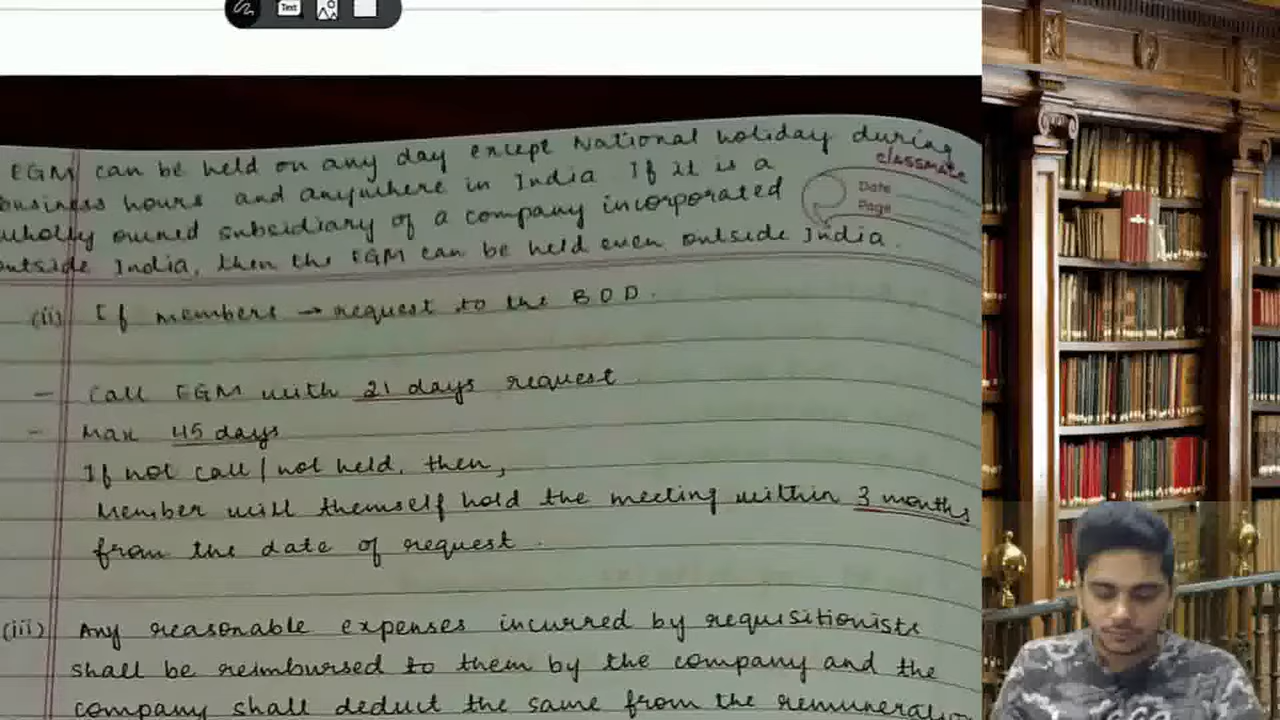 Text
EGM can be held on any day except National holiday during
business hours and anywhere in India. If it is a
classmate
Date
Page
wholly owned subsidiary of a company incorporated
outside India, then the EGM can be held even outside India.
(ii) If members → request to the BOD.
- Call EGM with 21 days request
- Max 45 days
If not call / not held, then,
Member will themself hold the meeting within 3 months
from the date of request.
(iii) Any reasonable expenses incurred by requisitionists
shall be reimbursed to them by the company and the
company shall deduct the same from the remuneration